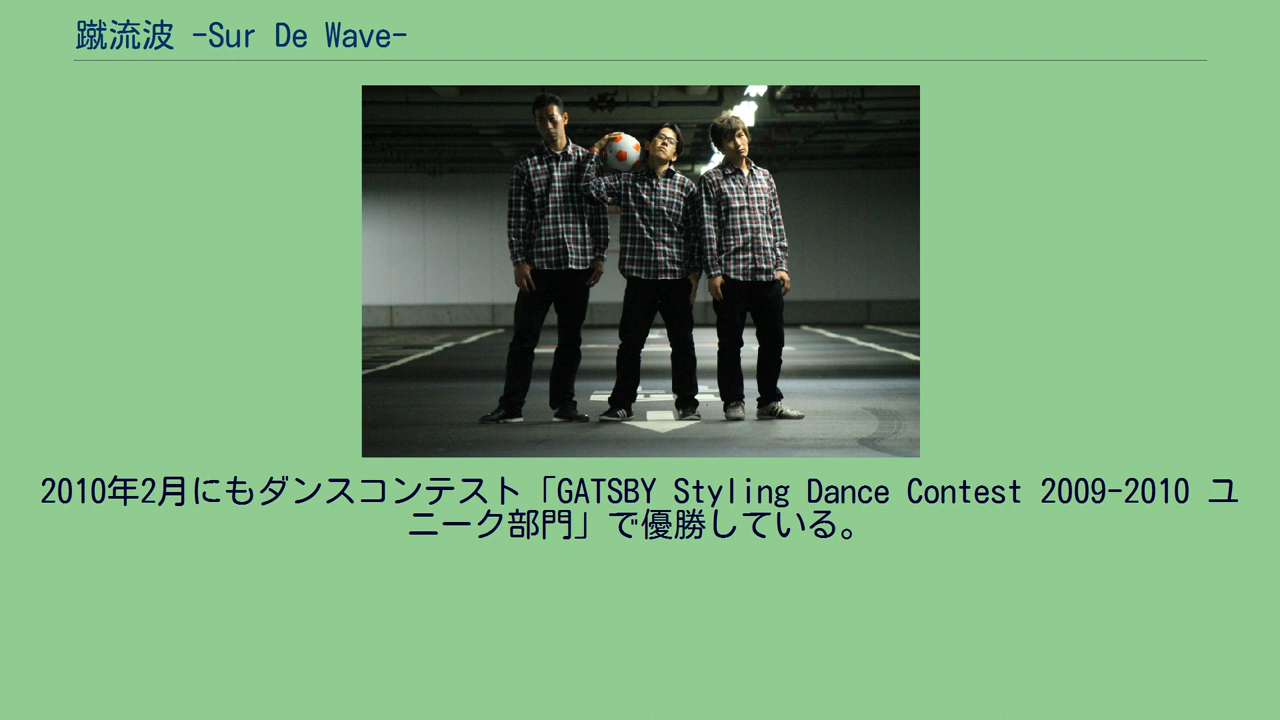 蹴流波 -Sur De Wave-
2010年2月にもダンスコンテスト「GATSBY Styling Dance Contest 2009-2010 ユ
ニーク部門」で優勝している。